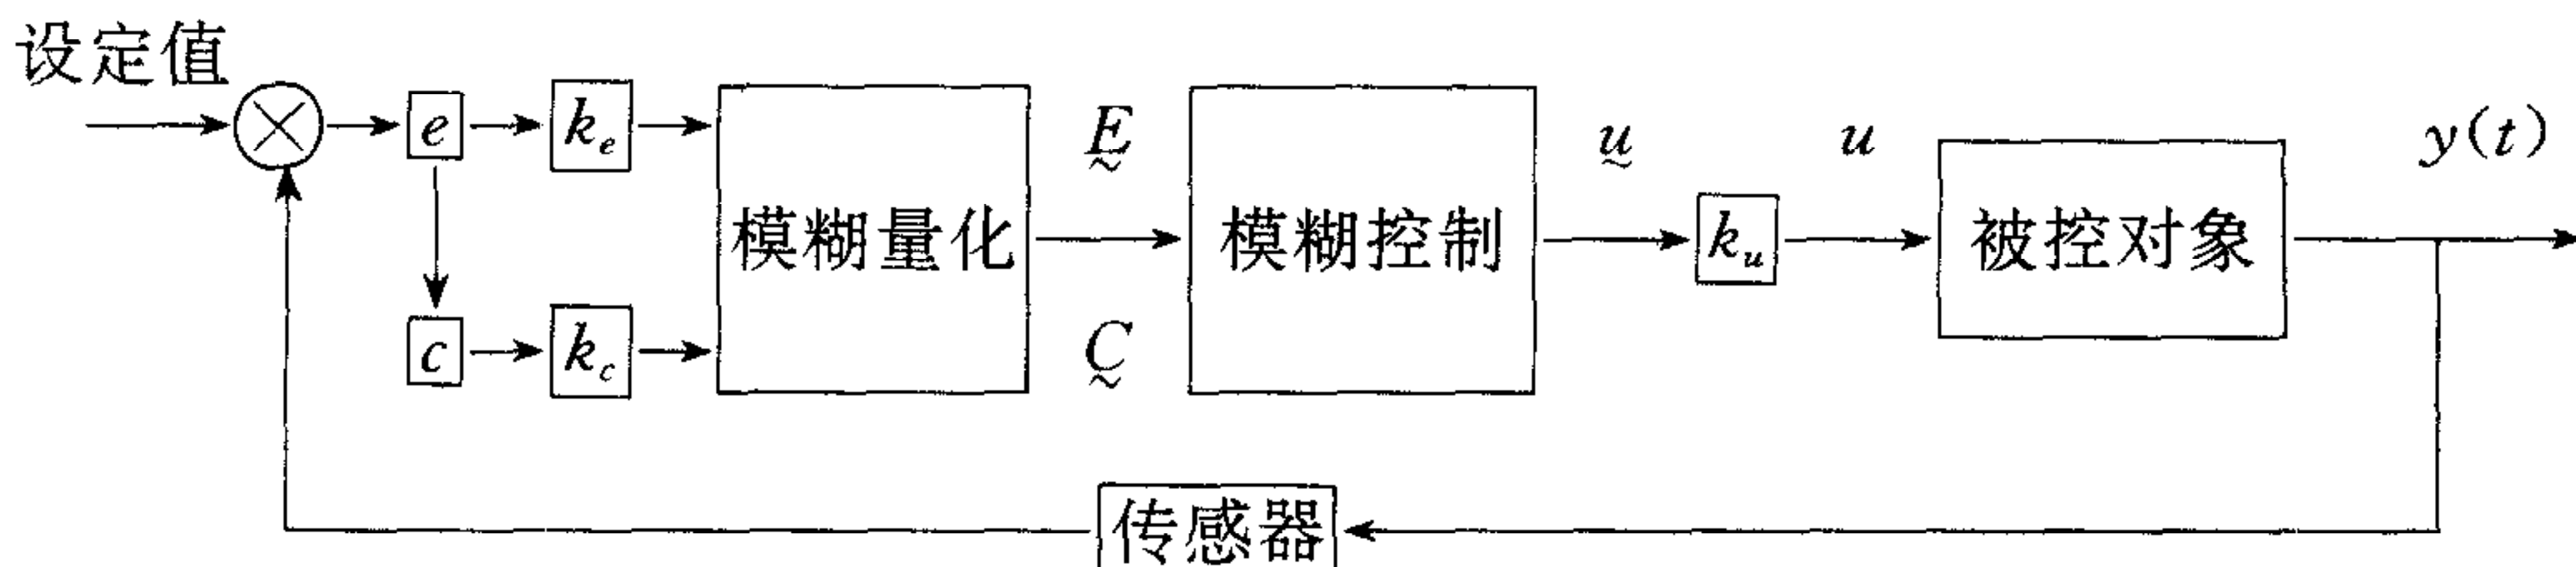 设定值
e
k_e
模糊量化
Ḛ
模糊控制
ṵ
k_u
u
被控对象
y(t)
c
k_c
C̰
传感器